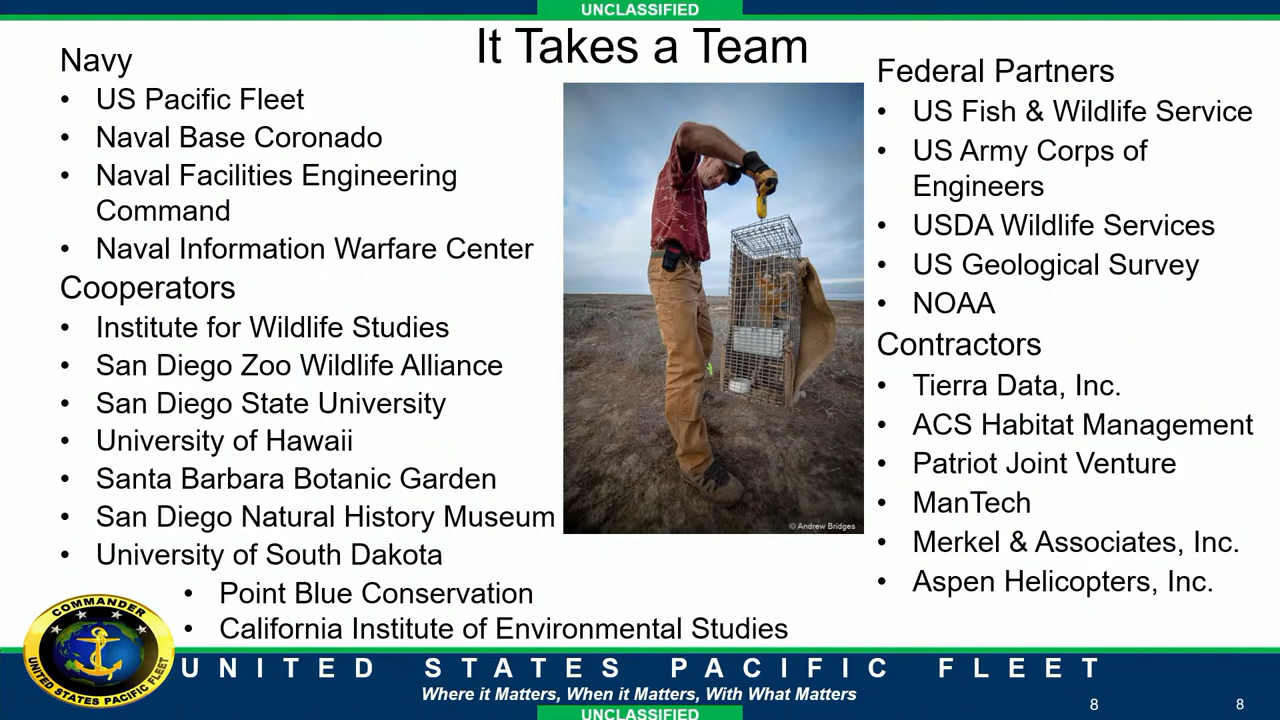 UNCLASSIFIED
It Takes a Team
Navy
• US Pacific Fleet
• Naval Base Coronado
• Naval Facilities Engineering
Command
• Naval Information Warfare Center
Cooperators
• Institute for Wildlife Studies
• San Diego Zoo Wildlife Alliance
• San Diego State University
• University of Hawaii
• Santa Barbara Botanic Garden
• San Diego Natural History Museum
• University of South Dakota
• Point Blue Conservation
• California Institute of Environmental Studies
© Andrew Bridges
Federal Partners
• US Fish & Wildlife Service
• US Army Corps of
Engineers
• USDA Wildlife Services
• US Geological Survey
• NOAA
Contractors
• Tierra Data, Inc.
• ACS Habitat Management
• Patriot Joint Venture
• ManTech
• Merkel & Associates, Inc.
• Aspen Helicopters, Inc.
COMMANDER
UNITED STATES PACIFIC FLEET
UNITED STATES PACIFIC FLEET
Where it Matters, When it Matters, With What Matters
8
8
UNCLASSIFIED